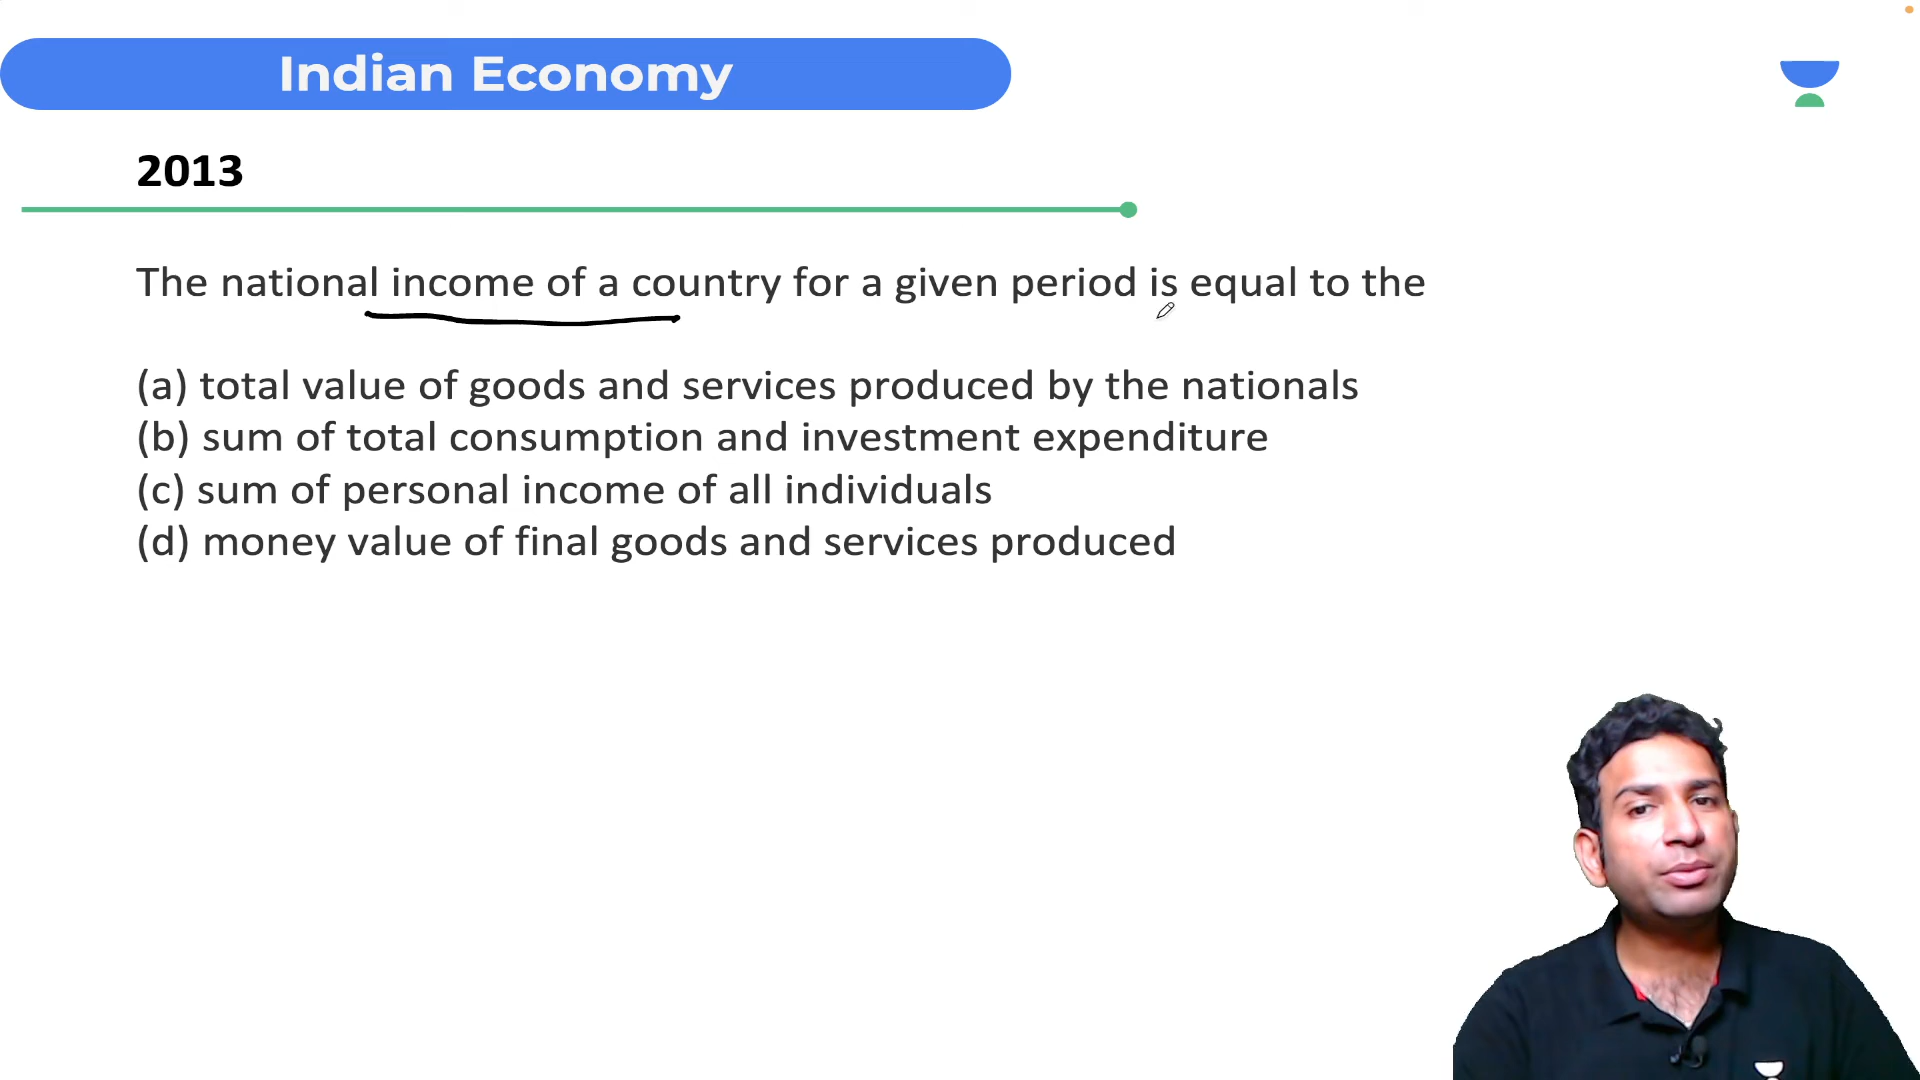 Indian Economy
2013
The national income of a country for a given period is equal to the
(a) total value of goods and services produced by the nationals
(b) sum of total consumption and investment expenditure
(c) sum of personal income of all individuals
(d) money value of final goods and services produced